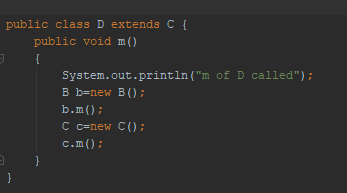 public class D extends C {
public void m()
{
System.out.println("m of D called");
B b=new B();
b.m();
C c=new C();
c.m();
}
}